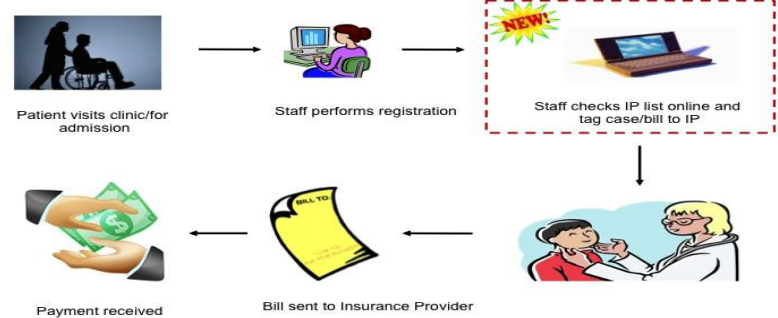 NEW!
Patient visits clinic/for
admission
Staff performs registration
Staff checks IP list online and
tag case/bill to IP
BILL TO.
Payment received
Bill sent to Insurance Provider